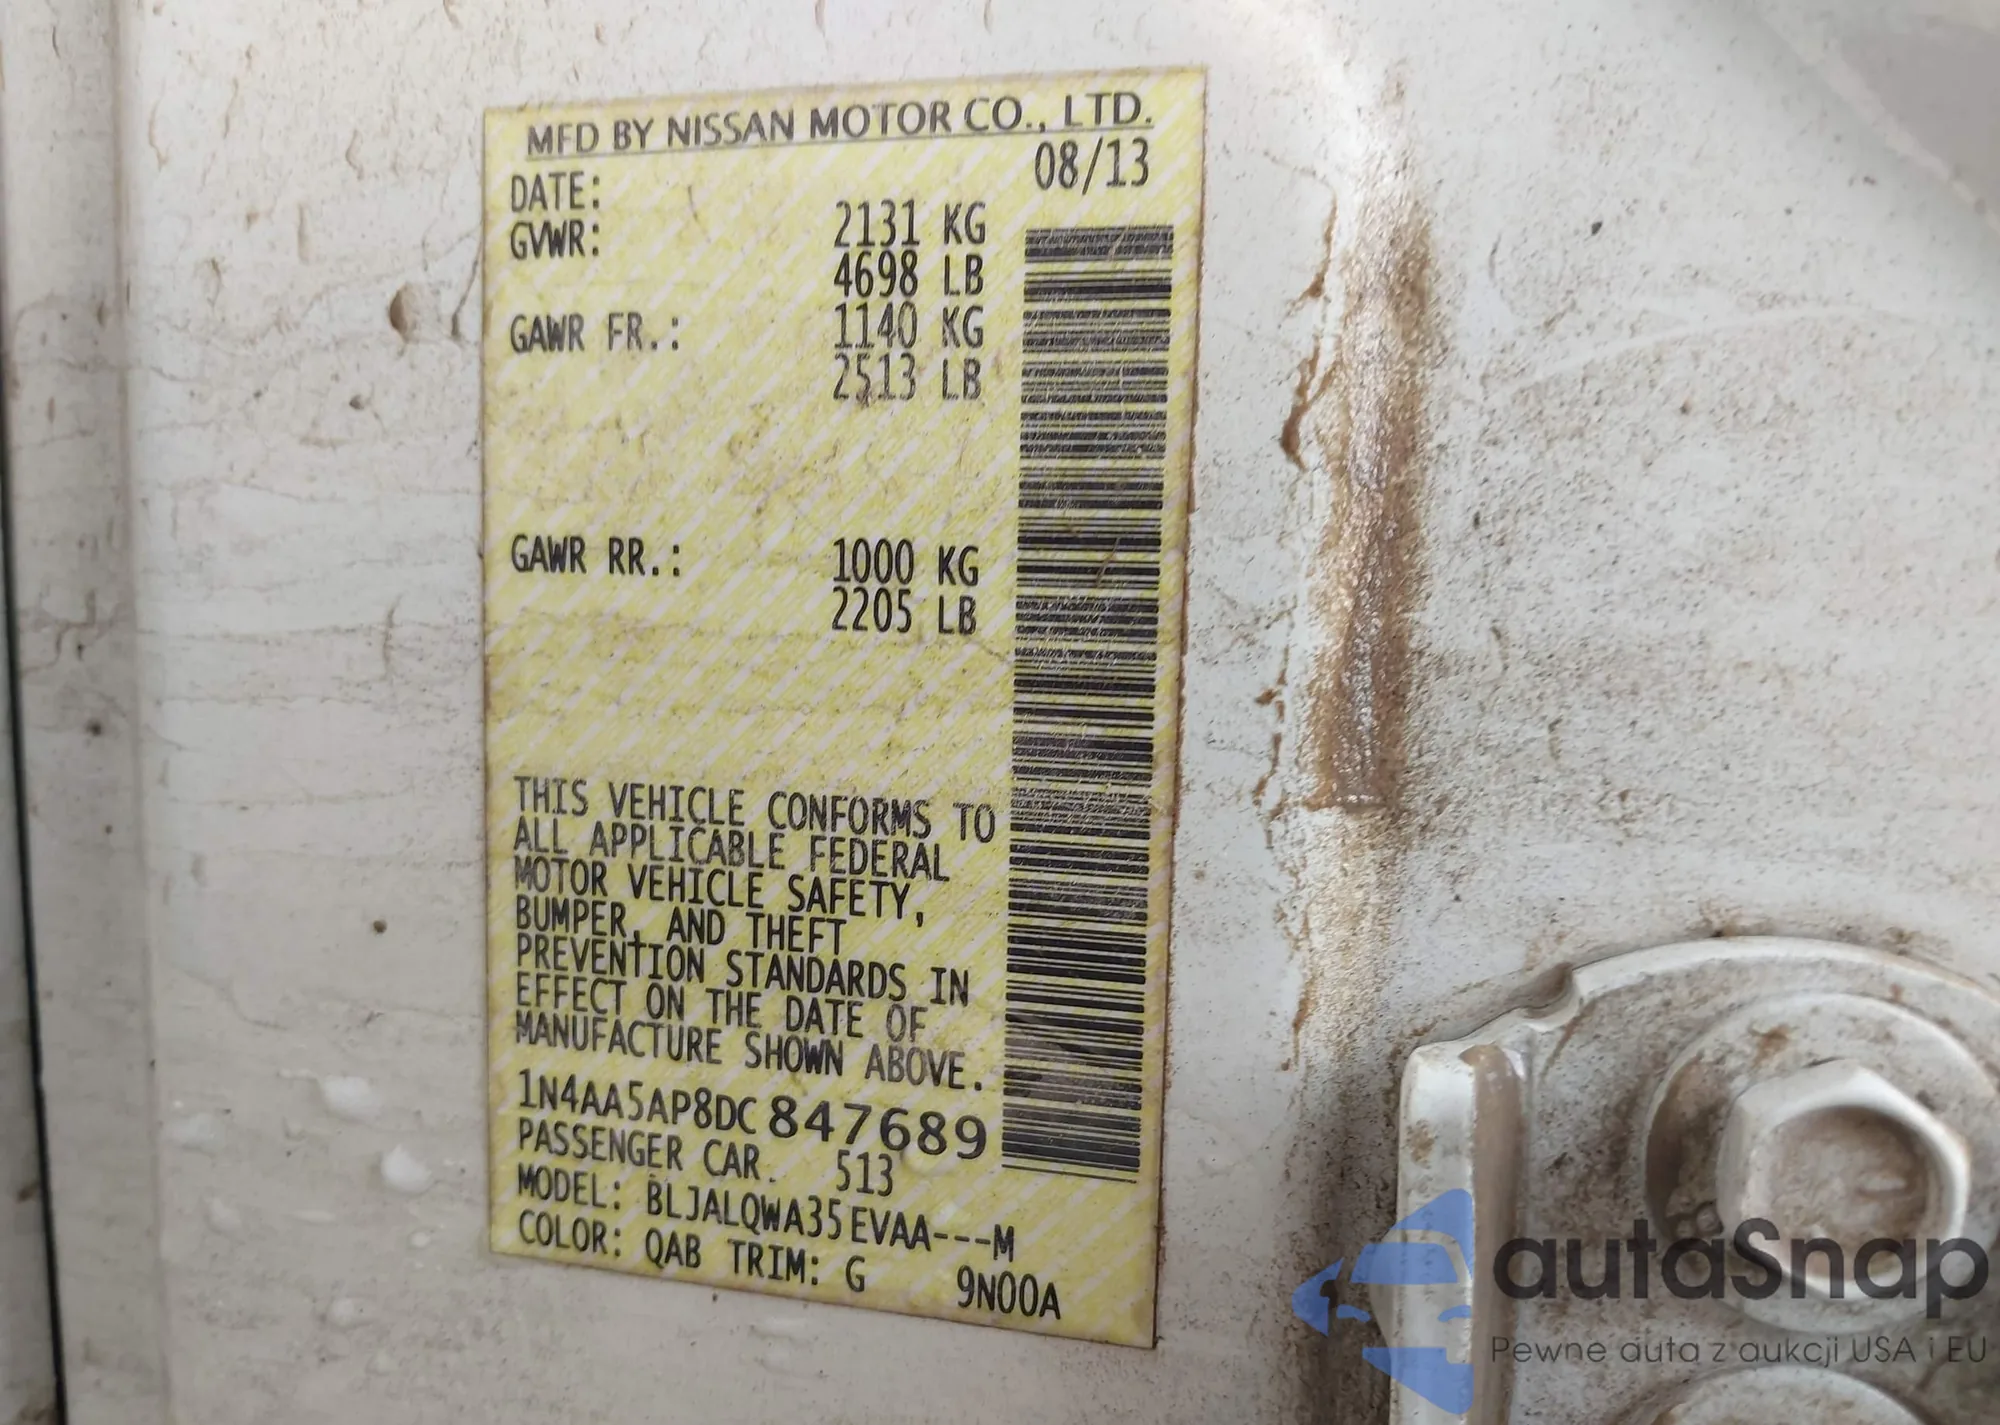 MFD BY NISSAN MOTOR CO., LTD.
DATE: 08/13
GVWR: 2131 KG
4698 LB
GAWR FR.: 1140 KG
2513 LB
GAWR RR.: 1000 KG
2205 LB
THIS VEHICLE CONFORMS TO
ALL APPLICABLE FEDERAL
MOTOR VEHICLE SAFETY,
BUMPER, AND THEFT
PREVENTION STANDARDS IN
EFFECT ON THE DATE OF
MANUFACTURE SHOWN ABOVE.
1N4AA5AP8DC847689
PASSENGER CAR. 513
MODEL: BLJALQWA35EVAA---M
COLOR: QAB TRIM: G 9N00A
autaSnap
Pewne auta z aukcji USA i EU